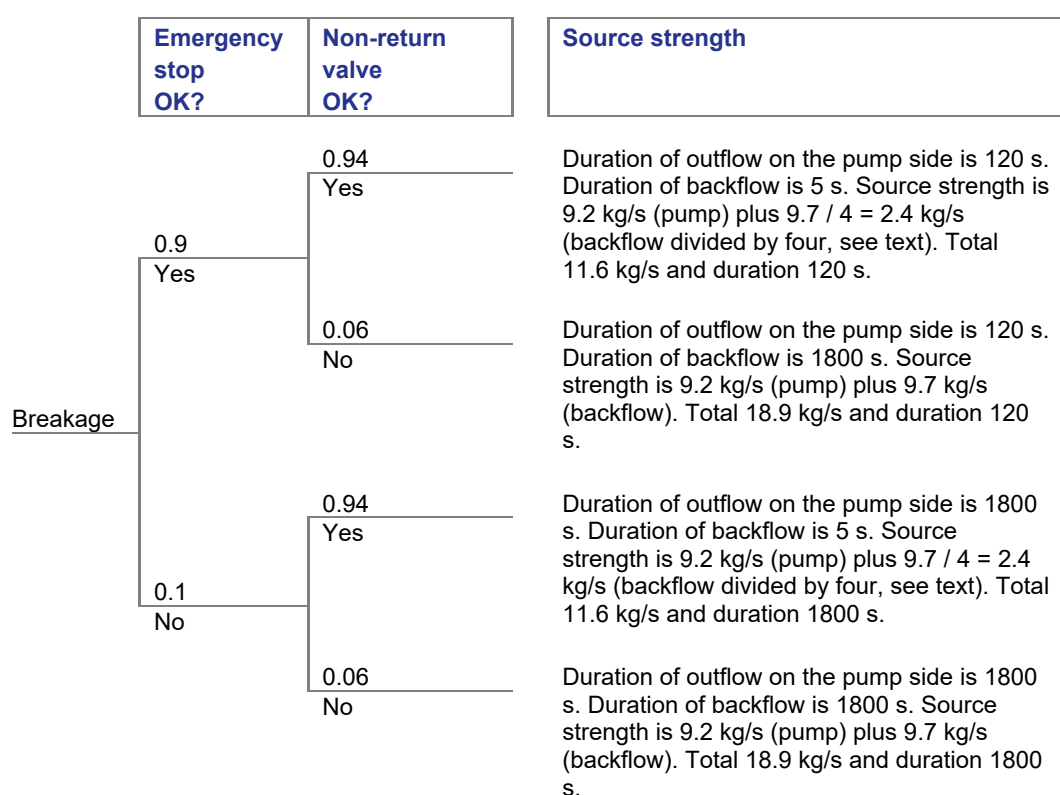 Emergency
stop
OK?
Non-return
valve
OK?
Source strength
0.94
Yes
Duration of outflow on the pump side is 120 s.
Duration of backflow is 5 s. Source strength is
9.2 kg/s (pump) plus 9.7 / 4 = 2.4 kg/s
(backflow divided by four, see text). Total
11.6 kg/s and duration 120 s.
0.9
Yes
0.06
No
Duration of outflow on the pump side is 120 s.
Duration of backflow is 1800 s. Source
strength is 9.2 kg/s (pump) plus 9.7 kg/s
(backflow). Total 18.9 kg/s and duration 120
s.
Breakage
0.94
Yes
Duration of outflow on the pump side is 1800
s. Duration of backflow is 5 s. Source
strength is 9.2 kg/s (pump) plus 9.7 / 4 = 2.4
kg/s (backflow divided by four, see text). Total
11.6 kg/s and duration 1800 s.
0.1
No
0.06
No
Duration of outflow on the pump side is 1800
s. Duration of backflow is 1800 s. Source
strength is 9.2 kg/s (pump) plus 9.7 kg/s
(backflow). Total 18.9 kg/s and duration 1800
s.